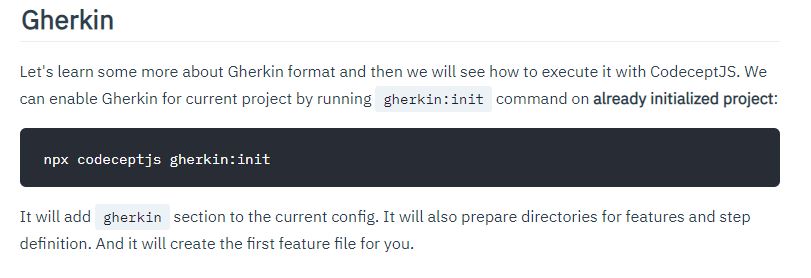 Gherkin
Let's learn some more about Gherkin format and then we will see how to execute it with CodeceptJS. We
can enable Gherkin for current project by running gherkin:init command on already initialized project:
npx codeceptjs gherkin:init
It will add gherkin section to the current config. It will also prepare directories for features and step
definition. And it will create the first feature file for you.